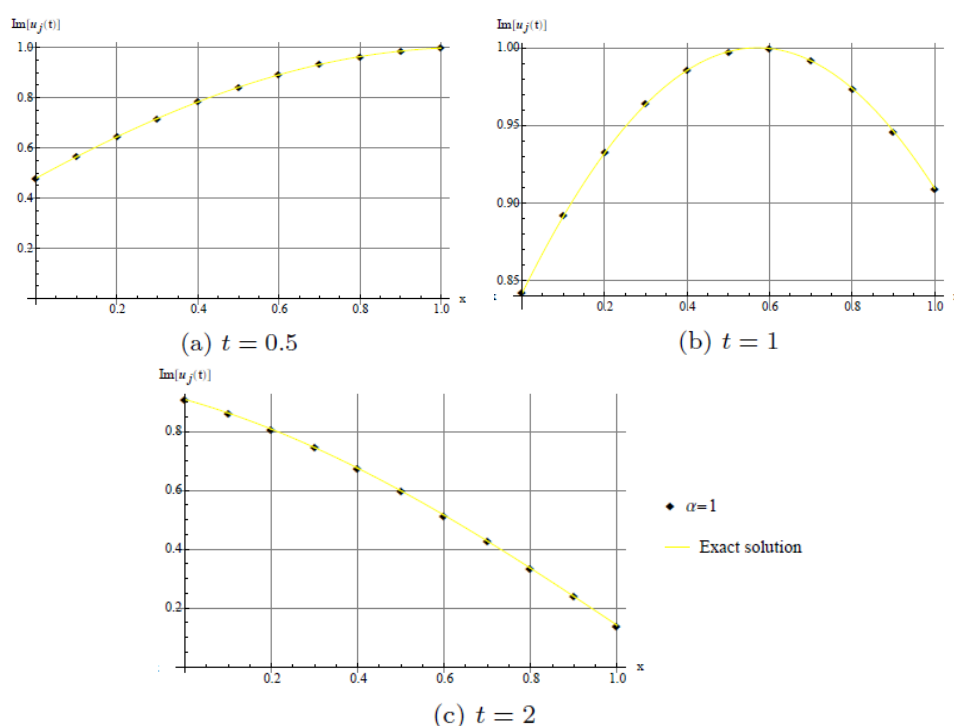 Im[u_j(t)]
1.0
0.8
0.6
0.4
0.2
0.2 0.4 0.6 0.8 1.0 x
(a) t = 0.5
Im[u_j(t)]
1.00
0.95
0.90
0.85
0.2 0.4 0.6 0.8 1.0
(b) t = 1
Im[u_j(t)]
0.8
0.6
0.4
0.2
0.2 0.4 0.6 0.8 1.0 x
(c) t = 2
α=1
Exact solution